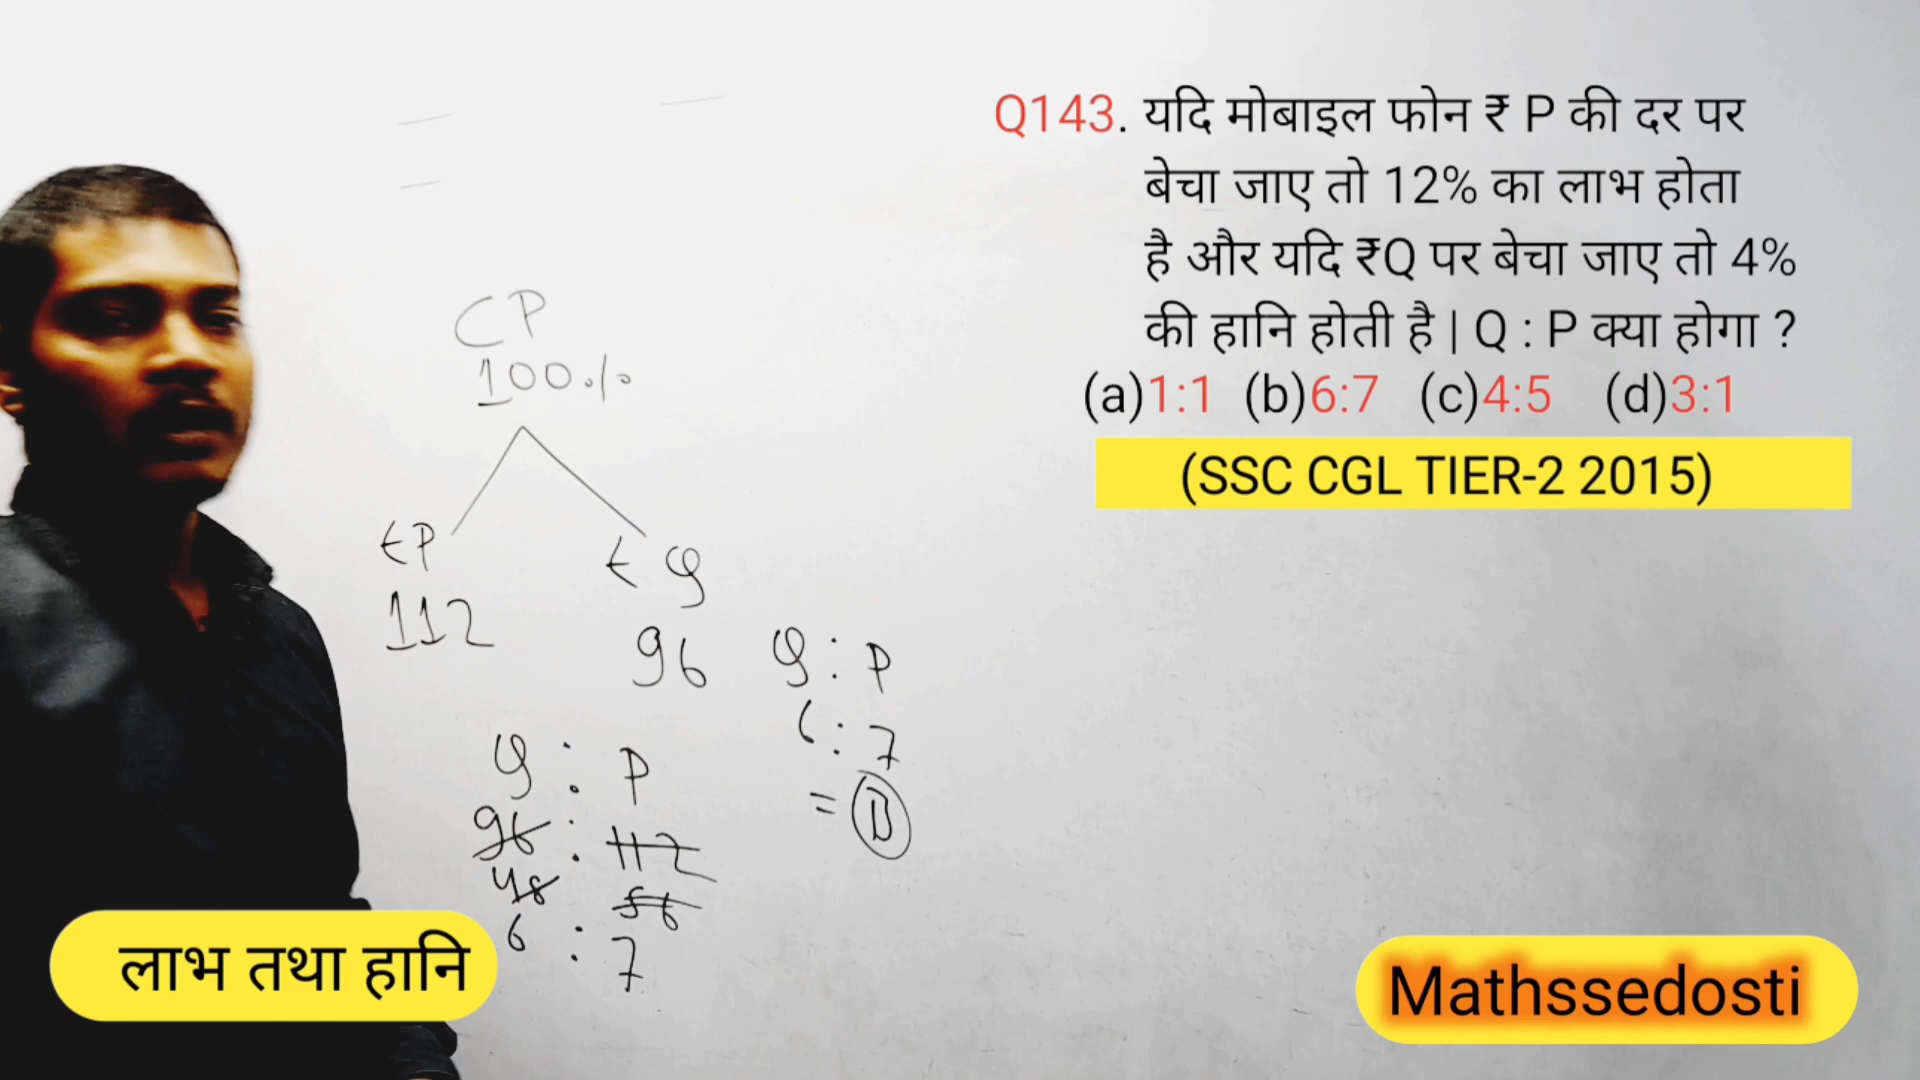 Q143. यदि मोबाइल फोन ₹ P की दर पर
बेचा जाए तो 12% का लाभ होता
है और यदि ₹Q पर बेचा जाए तो 4%
की हानि होती है | Q : P क्या होगा ?
(a)1:1 (b)6:7 (c)4:5 (d)3:1
(SSC CGL TIER-2 2015)
CP
100%
₹P
₹ Q
112
96
Q : P
6 : 7
= B
Q : P
96 : 112
48 56
6 : 7
लाभ तथा हानि
Mathssedosti